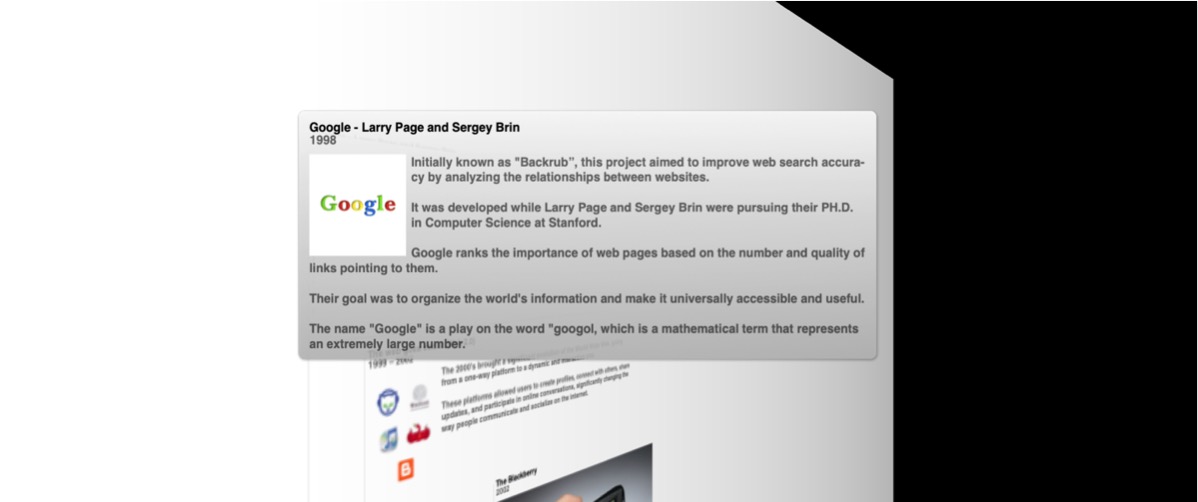 Google - Larry Page and Sergey Brin
1998
Initially known as "Backrub", this project aimed to improve web search accura-
cy by analyzing the relationships between websites.
Google
It was developed while Larry Page and Sergey Brin were pursuing their PH.D.
in Computer Science at Stanford.
Google ranks the importance of web pages based on the number and quality of
links pointing to them.
Their goal was to organize the world's information and make it universally accessible and useful.
The name "Google" is a play on the word "googol, which is a mathematical term that represents
an extremely large number.
1999 -
The 2000's brought a
from a one-way platform to a dynamic and
These platforms allowed users to create profiles, connect with others, share
updates, and participate in online conversations, significantly changing the
way people communicate and socialize on the internet.
The Blackberry
2002